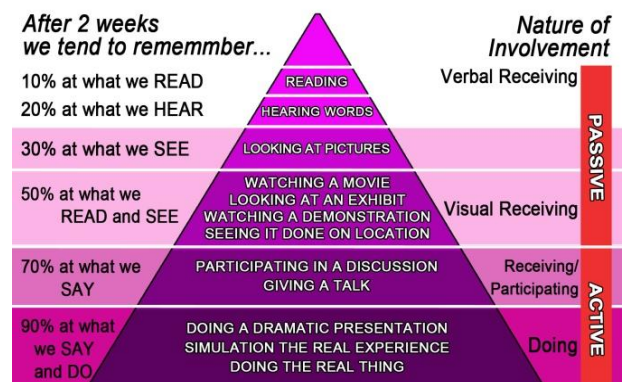 After 2 weeks
we tend to rememmber...
Nature of
Involvement
10% at what we READ
READING
Verbal Receiving
20% at what we HEAR
HEARING WORDS
30% at what we SEE
LOOKING AT PICTURES
PASSIVE
50% at what we
READ and SEE
WATCHING A MOVIE
LOOKING AT AN EXHIBIT
WATCHING A DEMONSTRATION
SEEING IT DONE ON LOCATION
Visual Receiving
70% at what we
SAY
PARTICIPATING IN A DISCUSSION
GIVING A TALK
Receiving/
Participating
ACTIVE
90% at what
we SAY
and DO
DOING A DRAMATIC PRESENTATION
SIMULATION THE REAL EXPERIENCE
DOING THE REAL THING
Doing